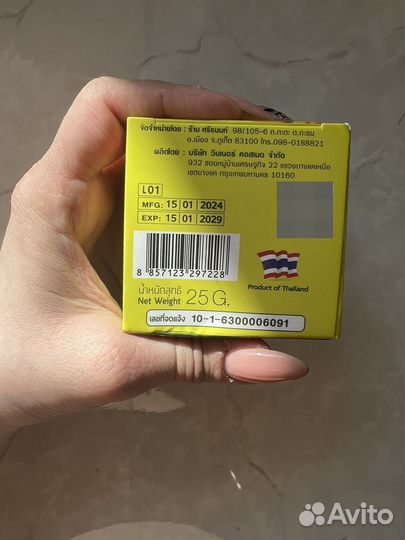 จัดจำหน่ายโดย : ร้าน ศรีธนนท์ 98/105-6 ถ.กะตะ ต.กะรน
อ.เมือง จ.ภูเก็ต 83100 โทร.098-0188821
ผลิตโดย : บริษัท วินเนอร์ คอสเมด จำกัด
932 ซอยหมู่บ้านเศรษฐกิจ 22 แขวงบางแคเหนือ
เขตบางแค กรุงเทพมหานคร 10160
L01
MFG: 15 01 2024
EXP: 15 01 2029
8 857123 297228
Product of Thailand
น้ำหนักสุทธิ
Net Weight 25 G.
เลขที่จดแจ้ง 10-1-6300006091
Avito